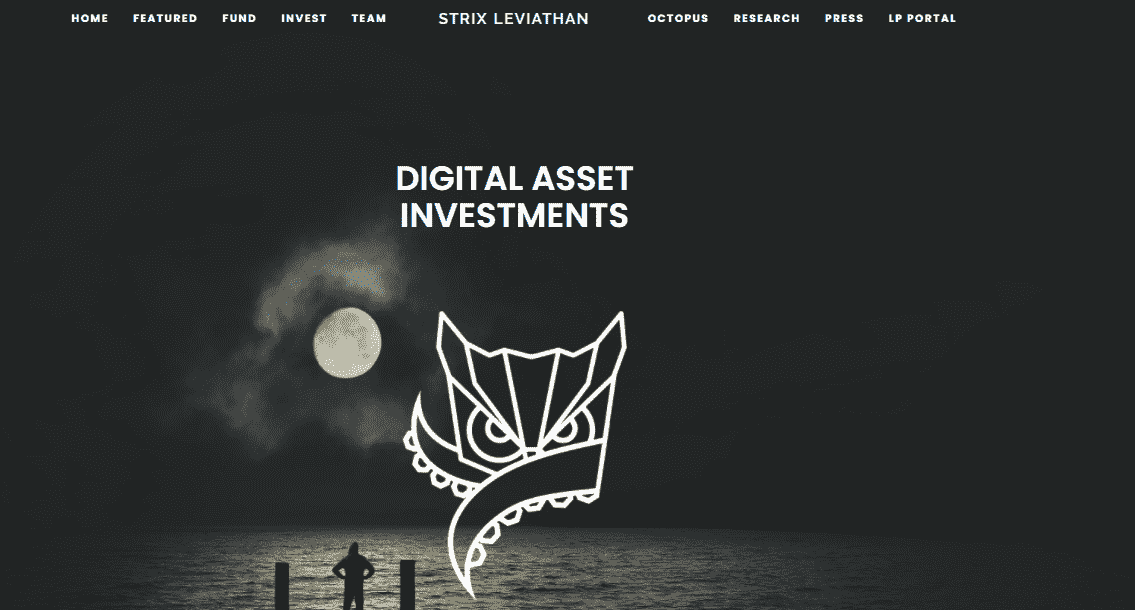 HOME FEATURED FUND INVEST TEAM STRIX LEVIATHAN OCTOPUS RESEARCH PRESS LP PORTAL
DIGITAL ASSET
INVESTMENTS